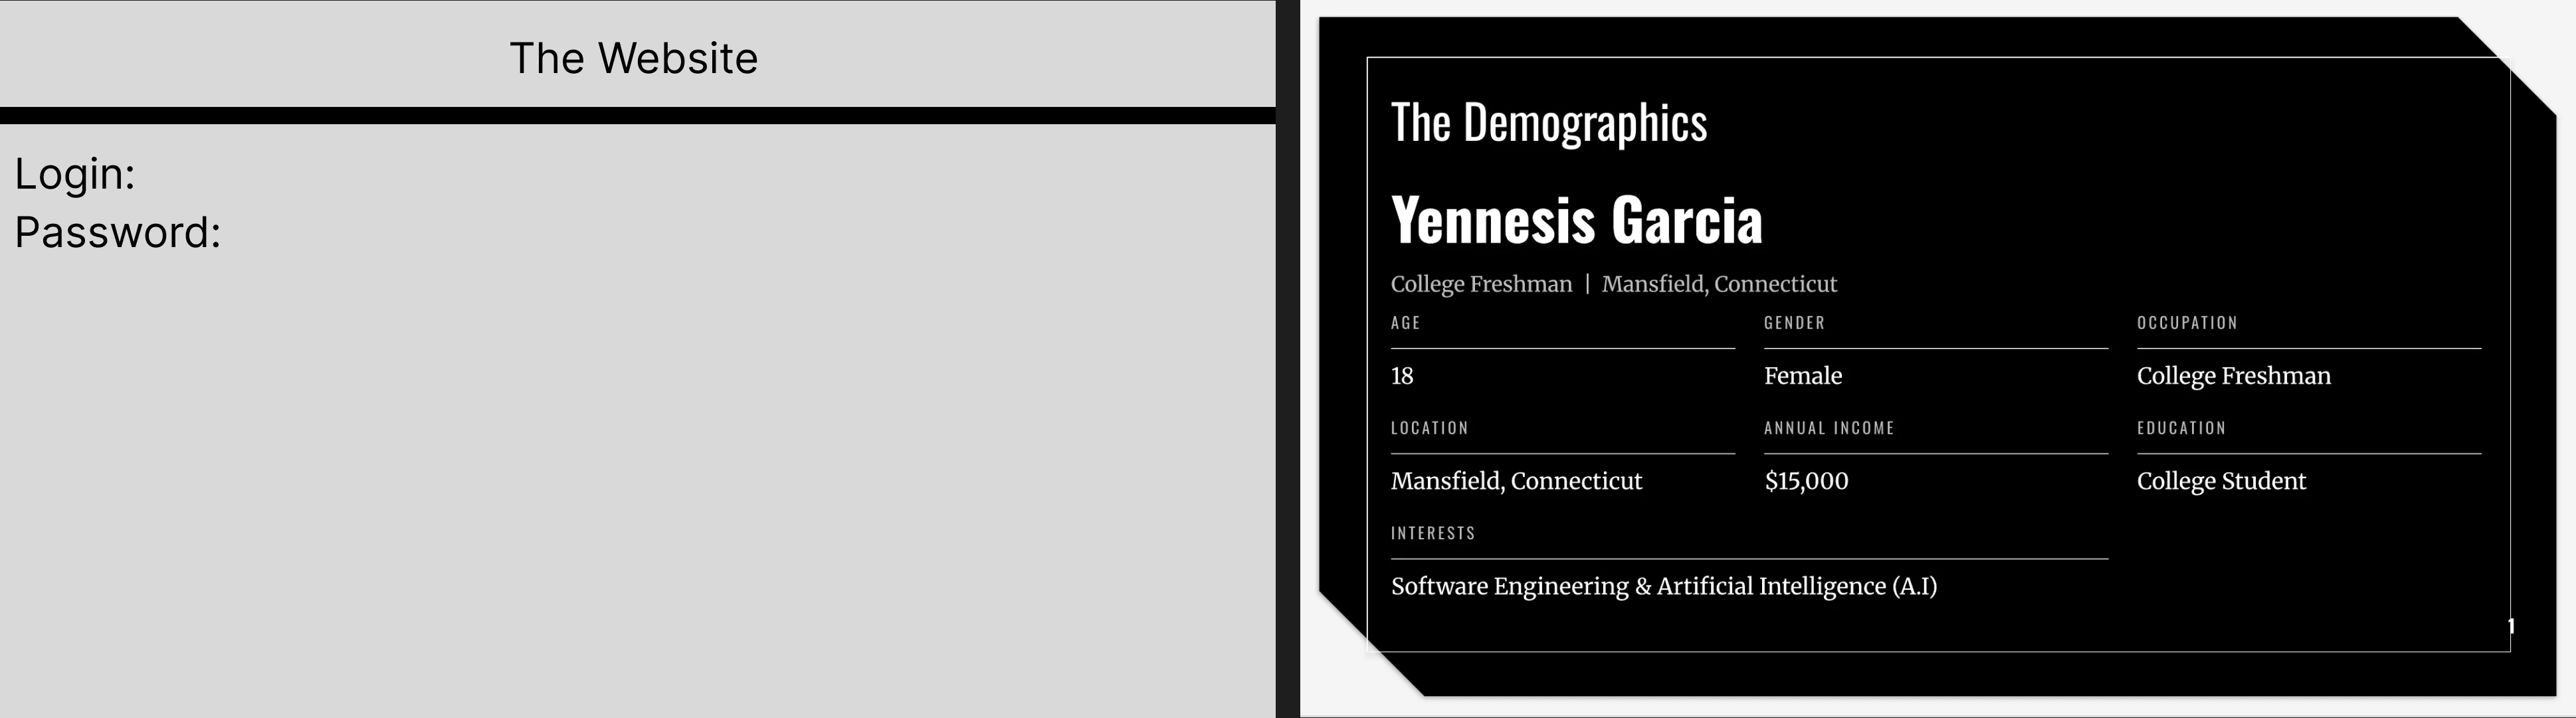 The Website
Login:
Password:
The Demographics
Yennesis Garcia
College Freshman | Mansfield, Connecticut
AGE GENDER OCCUPATION
18 Female College Freshman
LOCATION ANNUAL INCOME EDUCATION
Mansfield, Connecticut $15,000 College Student
INTERESTS
Software Engineering & Artificial Intelligence (A.I)
1